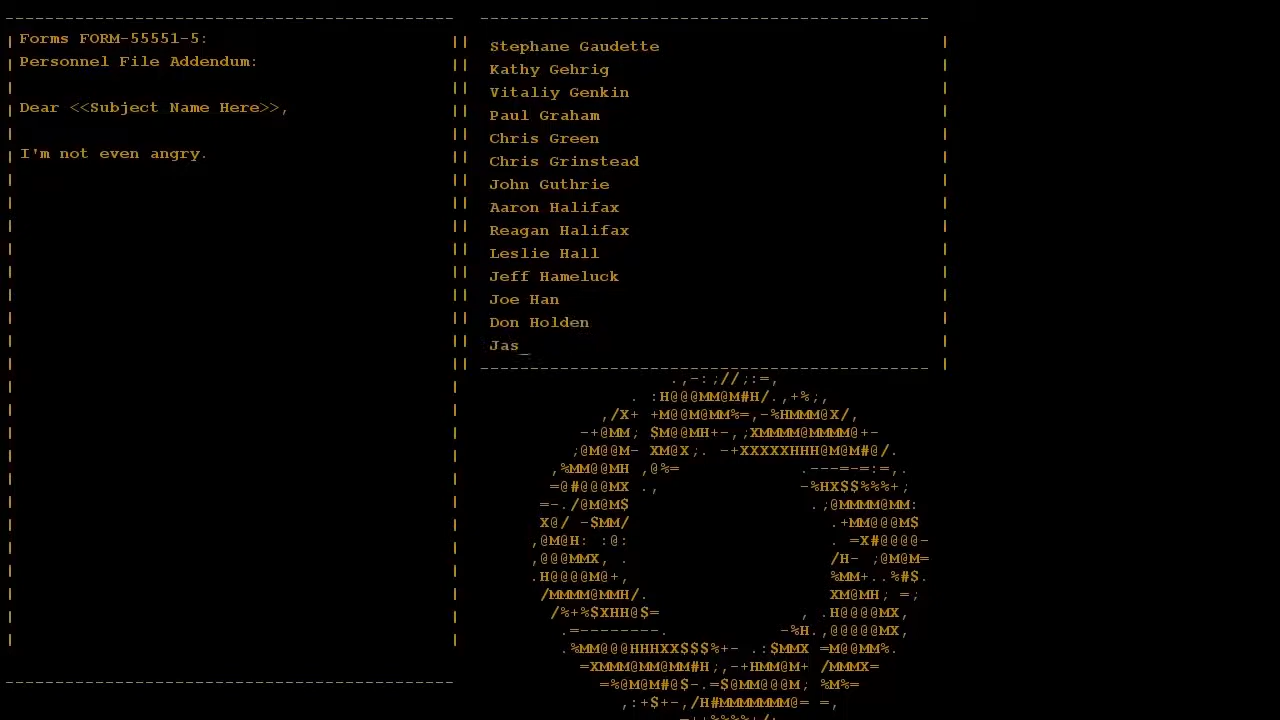 Forms FORM-55551-5:
Personnel File Addendum:
Dear <<Subject Name Here>>,
I'm not even angry.
Stephane Gaudette
Kathy Gehrig
Vitaliy Genkin
Paul Graham
Chris Green
Chris Grinstead
John Guthrie
Aaron Halifax
Reagan Halifax
Leslie Hall
Jeff Hameluck
Joe Han
Don Holden
Jas_